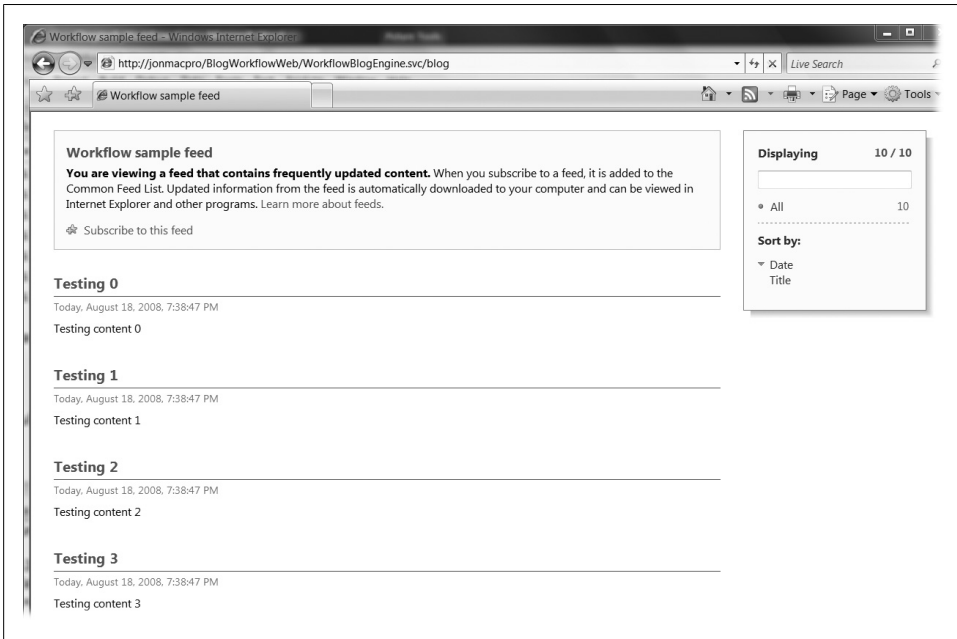 Workflow sample feed - Windows Internet Explorer
http://jonmacpro/BlogWorkflowWeb/WorkflowBlogEngine.svc/blog
Live Search
Workflow sample feed
Page
Tools
Workflow sample feed
You are viewing a feed that contains frequently updated content. When you subscribe to a feed, it is added to the
Common Feed List. Updated information from the feed is automatically downloaded to your computer and can be viewed in
Internet Explorer and other programs. Learn more about feeds.
Subscribe to this feed
Displaying 10 / 10
All 10
Sort by:
Date
Title
Testing 0
Today, August 18, 2008, 7:38:47 PM
Testing content 0
Testing 1
Today, August 18, 2008, 7:38:47 PM
Testing content 1
Testing 2
Today, August 18, 2008, 7:38:47 PM
Testing content 2
Testing 3
Today, August 18, 2008, 7:38:47 PM
Testing content 3